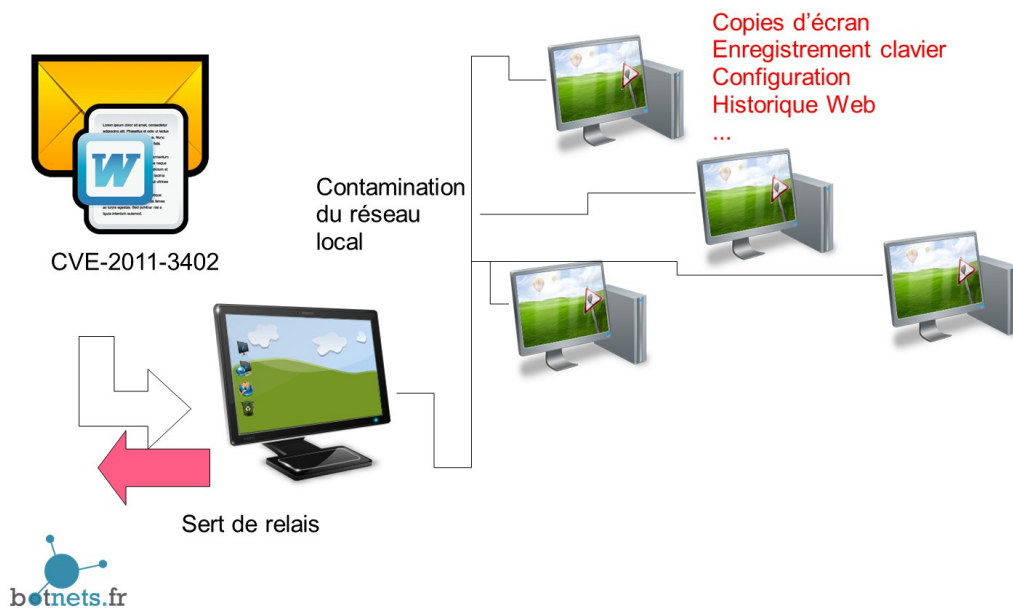 Copies d’écran
Enregistrement clavier
Configuration
Historique Web
...
W
CVE-2011-3402
Contamination
du réseau
local
Sert de relais
botnets.fr